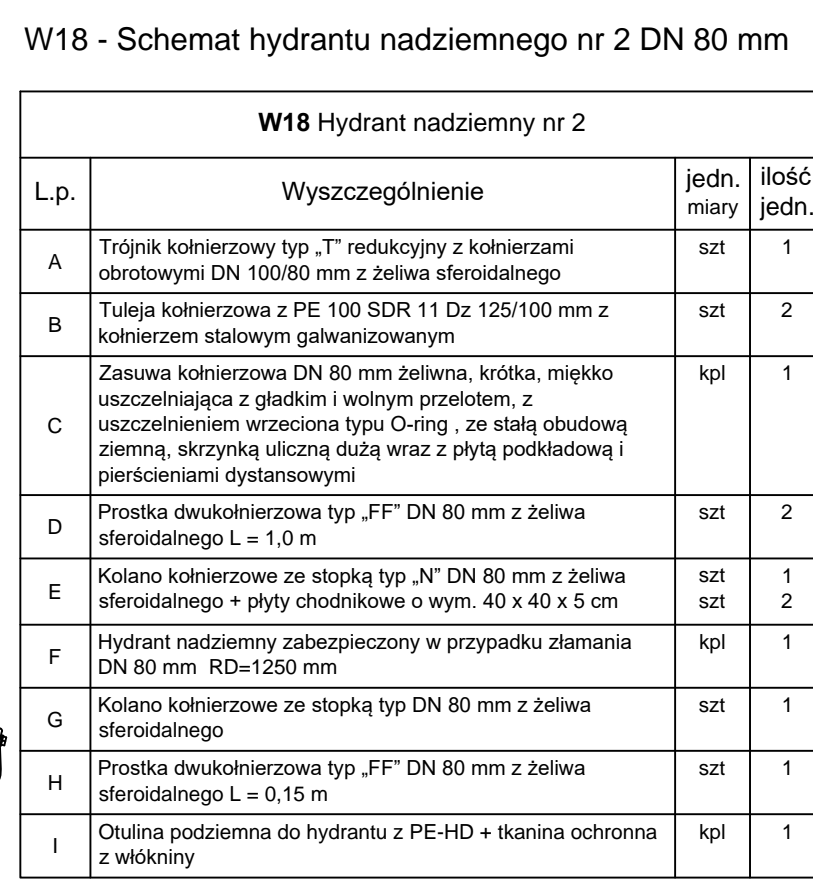 W18 - Schemat hydrantu nadziemnego nr 2 DN 80 mm
W18 Hydrant nadziemny nr 2
L.p. Wyszczególnienie jedn. miary ilość jedn.
A Trójnik kołnierzowy typ „T” redukcyjny z kołnierzami szt 1
obrotowymi DN 100/80 mm z żeliwa sferoidalnego
B Tuleja kołnierzowa z PE 100 SDR 11 Dz 125/100 mm z szt 2
kołnierzem stalowym galwanizowanym
C Zasuwa kołnierzowa DN 80 mm żeliwna, krótka, miękko kpl 1
uszczelniająca z gładkim i wolnym przelotem, z
uszczelnieniem wrzeciona typu O-ring , ze stałą obudową
ziemną, skrzynką uliczną dużą wraz z płytą podkładową i
pierścieniami dystansowymi
D Prostka dwukołnierzowa typ „FF” DN 80 mm z żeliwa szt 2
sferoidalnego L = 1,0 m
E Kolano kołnierzowe ze stopką typ „N” DN 80 mm z żeliwa szt 1
sferoidalnego + płyty chodnikowe o wym. 40 x 40 x 5 cm szt 2
F Hydrant nadziemny zabezpieczony w przypadku złamania kpl 1
DN 80 mm RD=1250 mm
G Kolano kołnierzowe ze stopką typ DN 80 mm z żeliwa szt 1
sferoidalnego
H Prostka dwukołnierzowa typ „FF” DN 80 mm z żeliwa szt 1
sferoidalnego L = 0,15 m
I Otulina podziemna do hydrantu z PE-HD + tkanina ochronna kpl 1
z włókniny